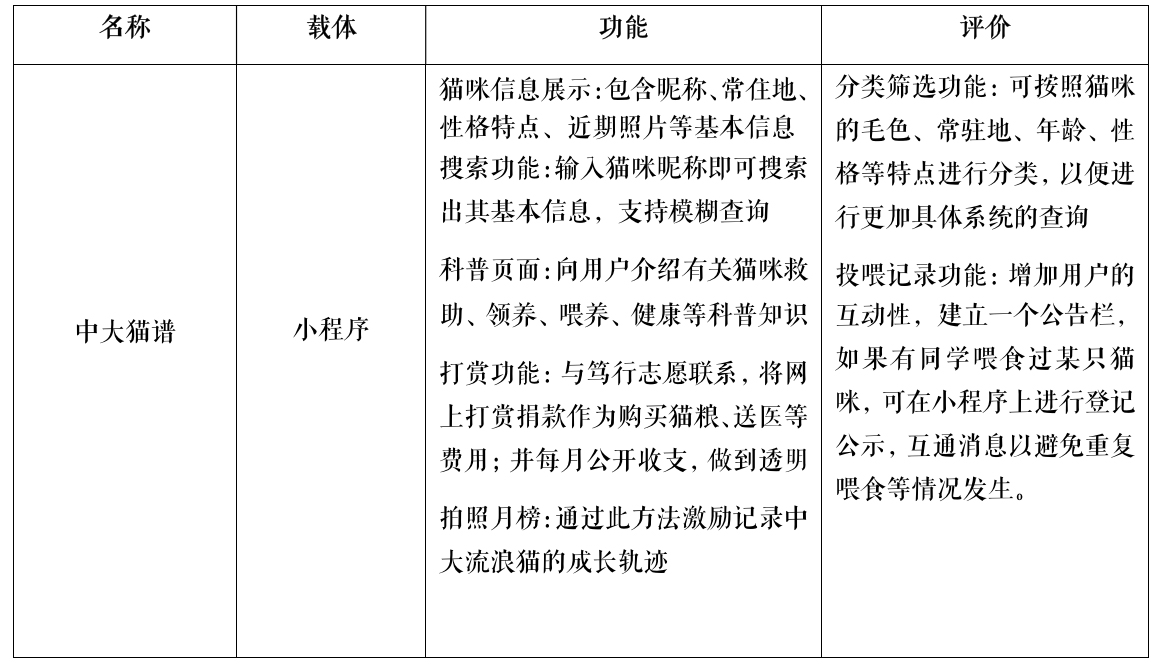 名称
载体
功能
评价
中大猫谱
小程序
猫咪信息展示：包含昵称、常住地、
性格特点、近期照片等基本信息
搜索功能：输入猫咪昵称即可搜索
出其基本信息，支持模糊查询
科普页面：向用户介绍有关猫咪救
助、领养、喂养、健康等科普知识
打赏功能：与笃行志愿联系，将网
上打赏捐款作为购买猫粮、送医等
费用；并每月公开收支，做到透明
拍照月榜：通过此方法激励记录中
大流浪猫的成长轨迹
分类筛选功能：可按照猫咪
的毛色、常驻地、年龄、性
格等特点进行分类，以便进
行更加具体系统的查询
投喂记录功能：增加用户的
互动性，建立一个公告栏，
如果有同学喂食过某只猫
咪，可在小程序上进行登记
公示，互通消息以避免重复
喂食等情况发生。